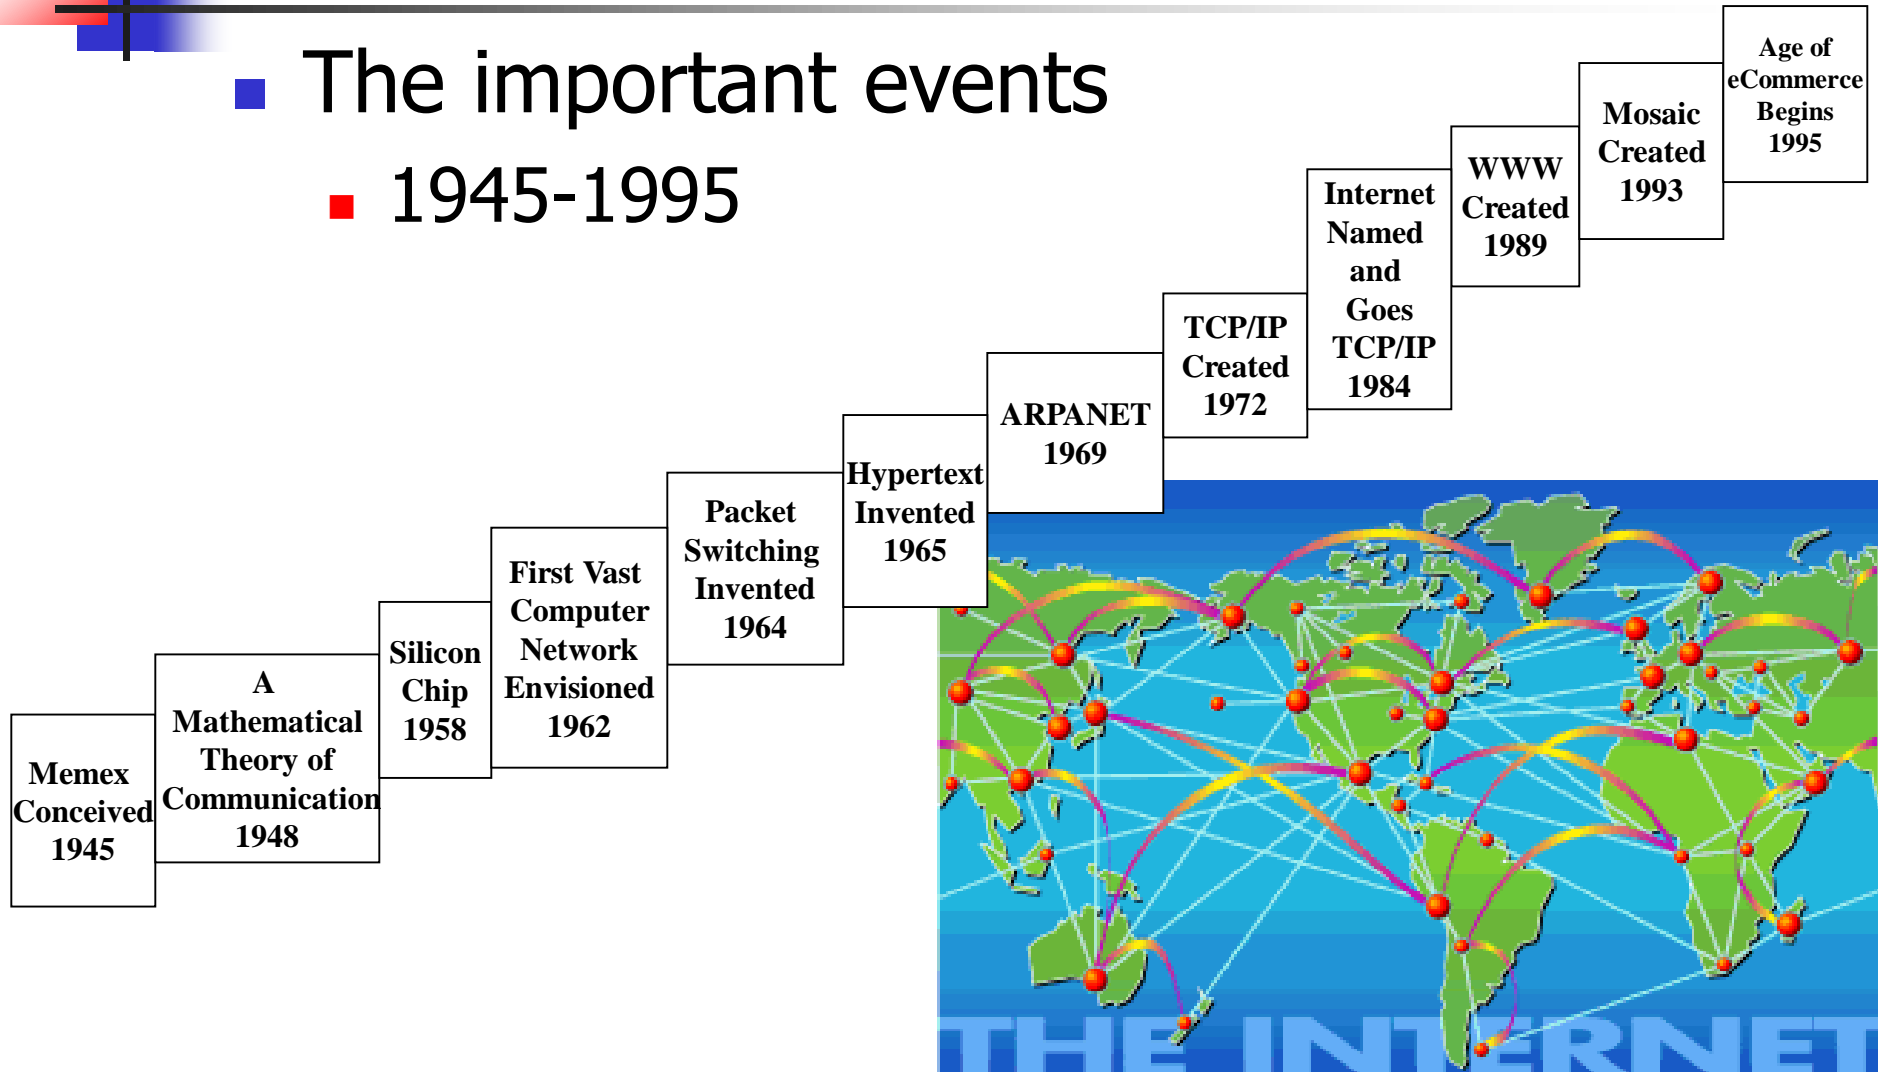 The important events
1945-1995
Memex
Conceived
1945
A
Mathematical
Theory of
Communication
1948
Silicon
Chip
1958
First Vast
Computer
Network
Envisioned
1962
Packet
Switching
Invented
1964
Hypertext
Invented
1965
ARPANET
1969
TCP/IP
Created
1972
Internet
Named
and
Goes
TCP/IP
1984
WWW
Created
1989
Mosaic
Created
1993
Age of
eCommerce
Begins
1995
THE INTERNET